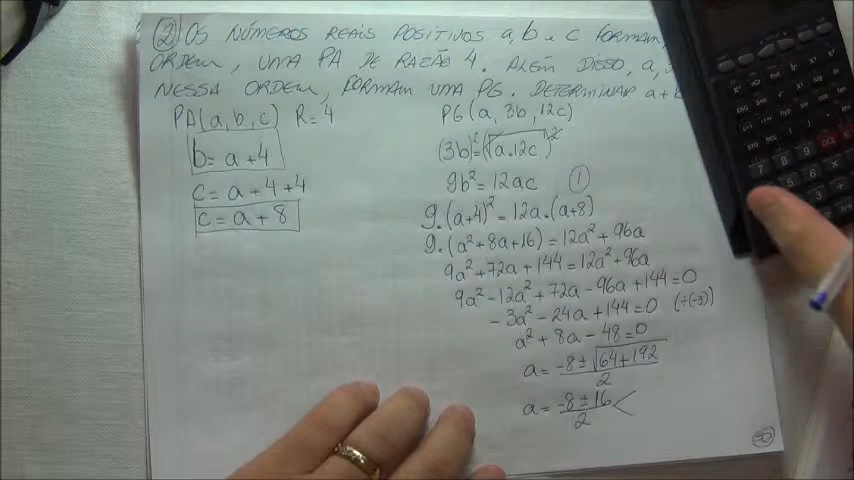 ② OS NÚMEROS REAIS POSITIVOS a, b e c FORMAM,
ORDEM, UMA PA DE RAZÃO 4. ALÉM DISSO, a,
NESSA ORDEM, FORMAM UMA PG. DETERMINAR a + b
PA(a, b, c) R = 4
b = a + 4
c = a + 4 + 4
c = a + 8
PG(a, 3b, 12c)
(3b)² = (√a.12c)²
9b² = 12ac ①
9.(a+4)² = 12a.(a+8)
9.(a²+8a+16) = 12a² + 96a
9a² + 72a + 144 = 12a² + 96a
9a² - 12a² + 72a - 96a + 144 = 0
-3a² - 24a + 144 = 0 (÷(-3))
a² + 8a - 48 = 0
a = -8 ± √64+192 / 2
a = -8 ± 16 / 2 <